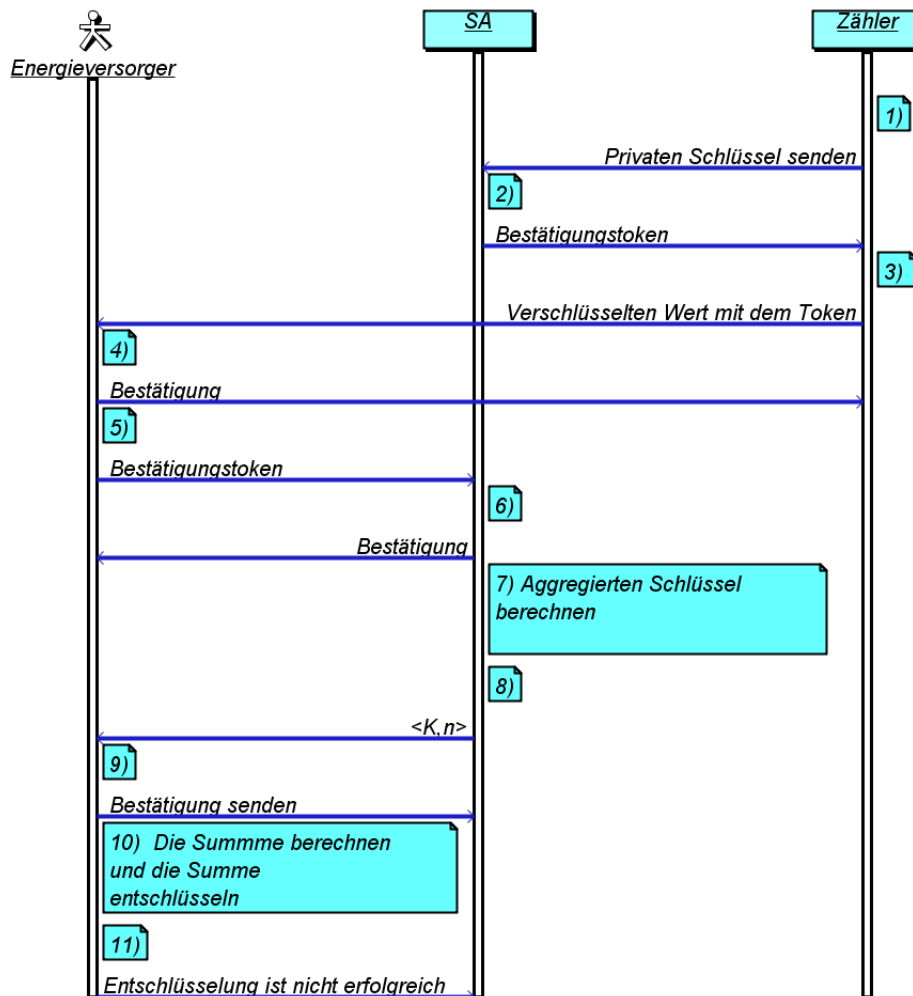 SA
Zähler
Energieversorger
1)
Privaten Schlüssel senden
2)
Bestätigungstoken
3)
Verschlüsselten Wert mit dem Token
4)
Bestätigung
5)
Bestätigungstoken
6)
Bestätigung
7) Aggregierten Schlüssel
berechnen
8)
<K,n>
9)
Bestätigung senden
10) Die Summme berechnen
und die Summe
entschlüsseln
11)
Entschlüsselung ist nicht erfolgreich